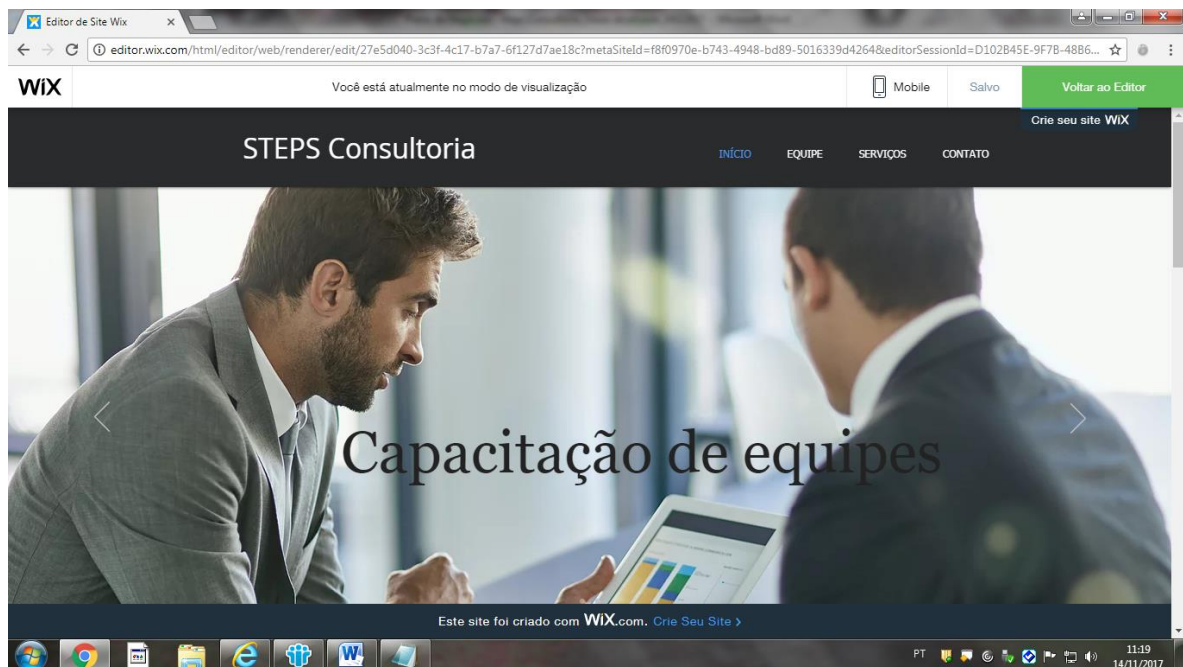 Editor de Site Wix
editor.wix.com/html/editor/web/renderer/edit/27e5d040-3c3f-4c17-b7a7-6f127d7ae18c?metaSiteId=f8f0970e-b743-4948-bd89-5016339d4264&editorSessionId=D102B45E-9F7B-48B6...
WiX Você está atualmente no modo de visualização Mobile Salvo Voltar ao Editor
Crie seu site WiX
STEPS Consultoria INÍCIO EQUIPE SERVIÇOS CONTATO
Capacitação de equipes
Este site foi criado com WiX.com. Crie Seu Site >
PT 11:19
14/11/2017